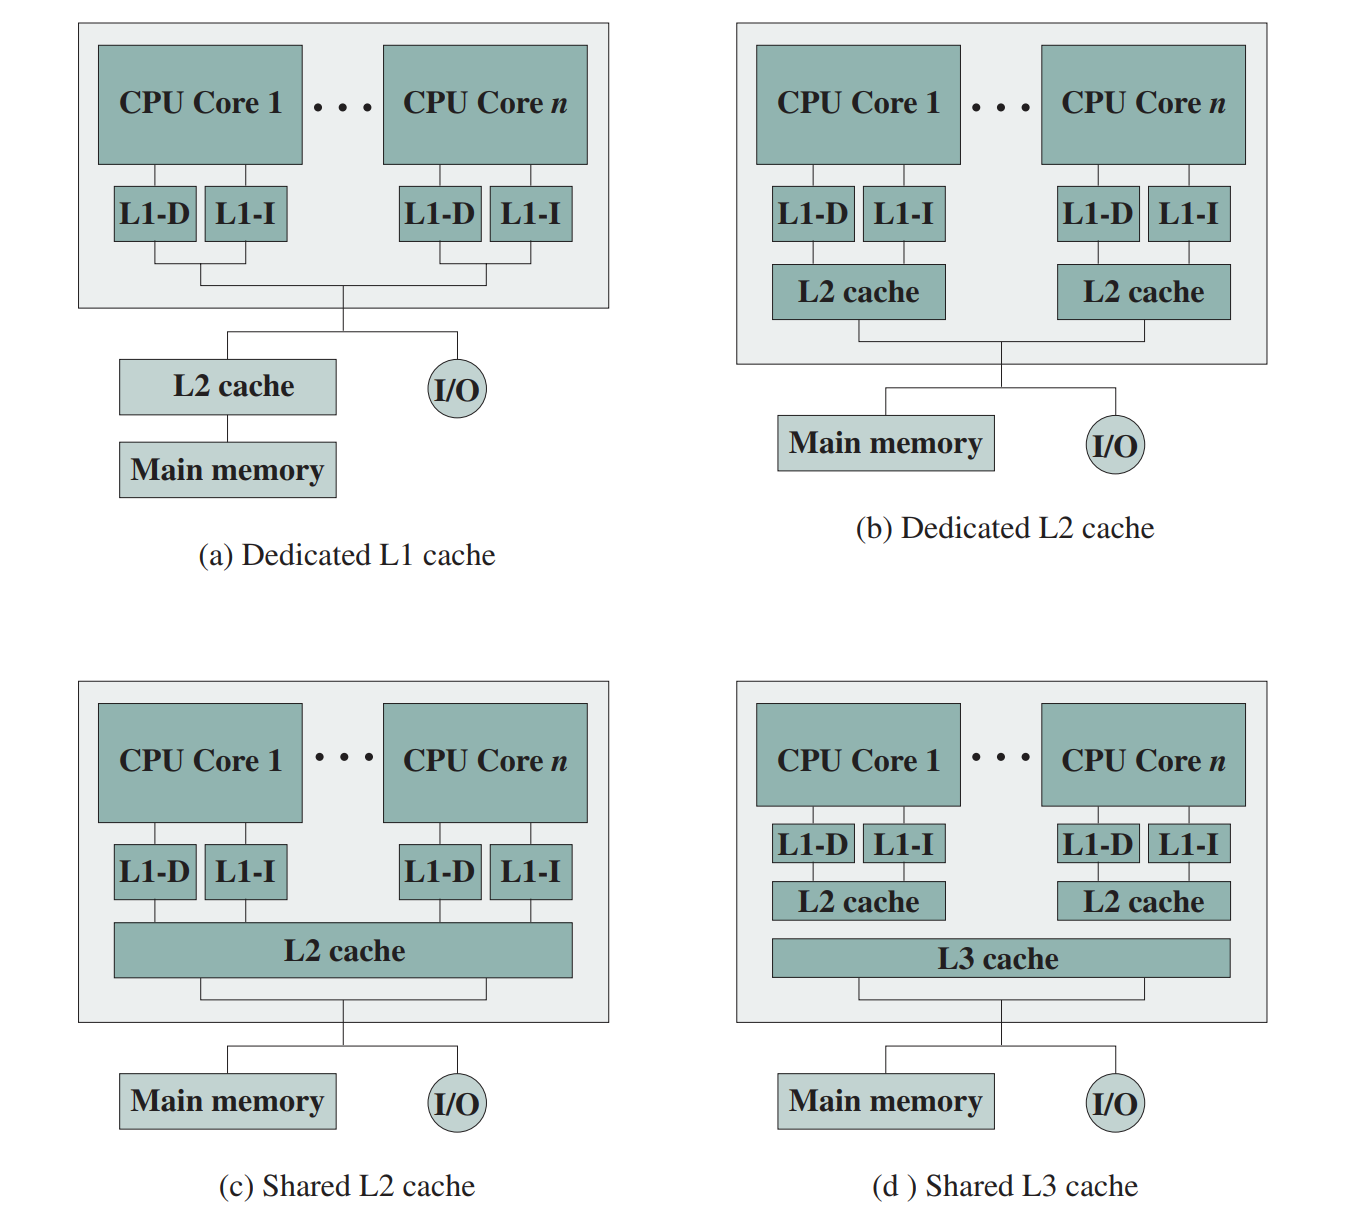 CPU Core 1
CPU Core n
L1-D
L1-I
L1-D
L1-I
L2 cache
I/O
Main memory
(a) Dedicated L1 cache
CPU Core 1
CPU Core n
L1-D
L1-I
L1-D
L1-I
L2 cache
L2 cache
Main memory
I/O
(b) Dedicated L2 cache
CPU Core 1
CPU Core n
L1-D
L1-I
L1-D
L1-I
L2 cache
Main memory
I/O
(c) Shared L2 cache
CPU Core 1
CPU Core n
L1-D
L1-I
L1-D
L1-I
L2 cache
L2 cache
L3 cache
Main memory
I/O
(d ) Shared L3 cache